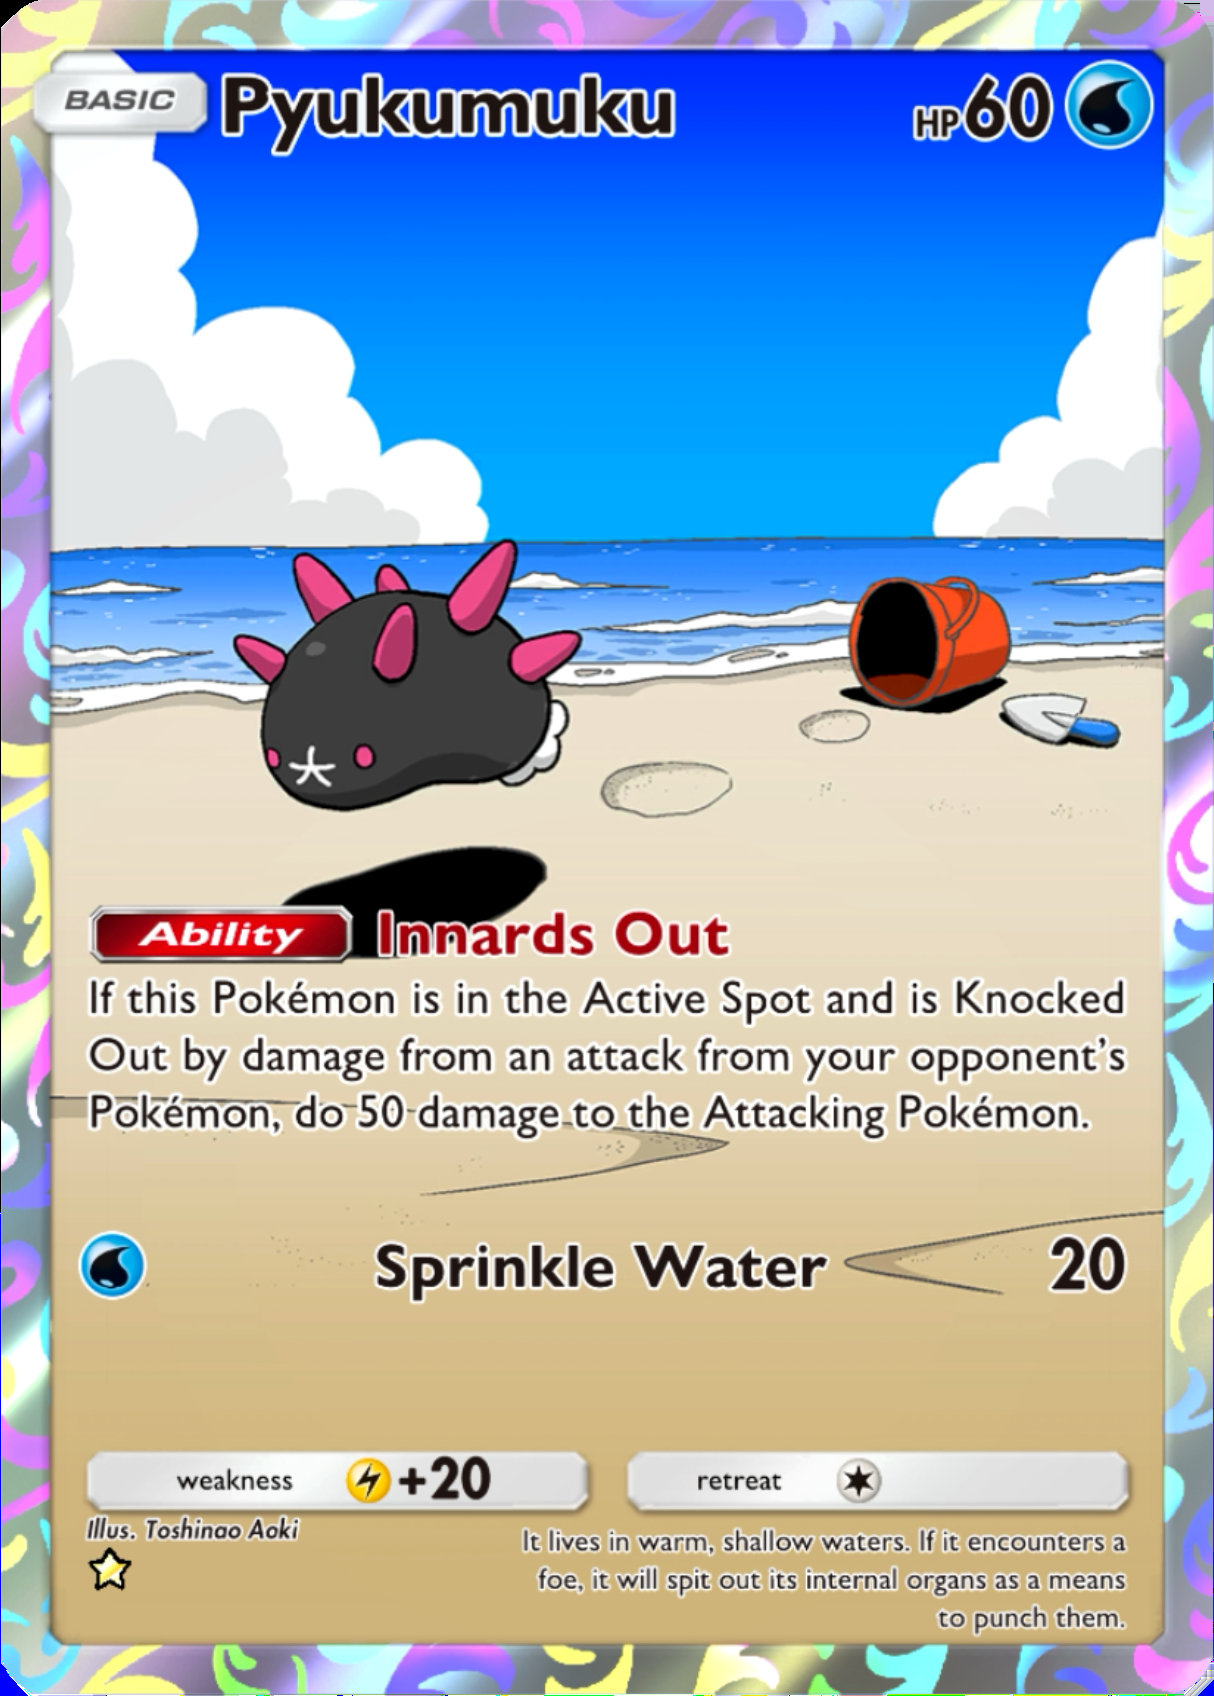 BASIC Pyukumuku HP60
Ability Innards Out
If this Pokémon is in the Active Spot and is Knocked
Out by damage from an attack from your opponent's
Pokémon, do 50 damage to the Attacking Pokémon.
Sprinkle Water 20
weakness +20 retreat
Illus. Toshinao Aoki
It lives in warm, shallow waters. If it encounters a
foe, it will spit out its internal organs as a means
to punch them.